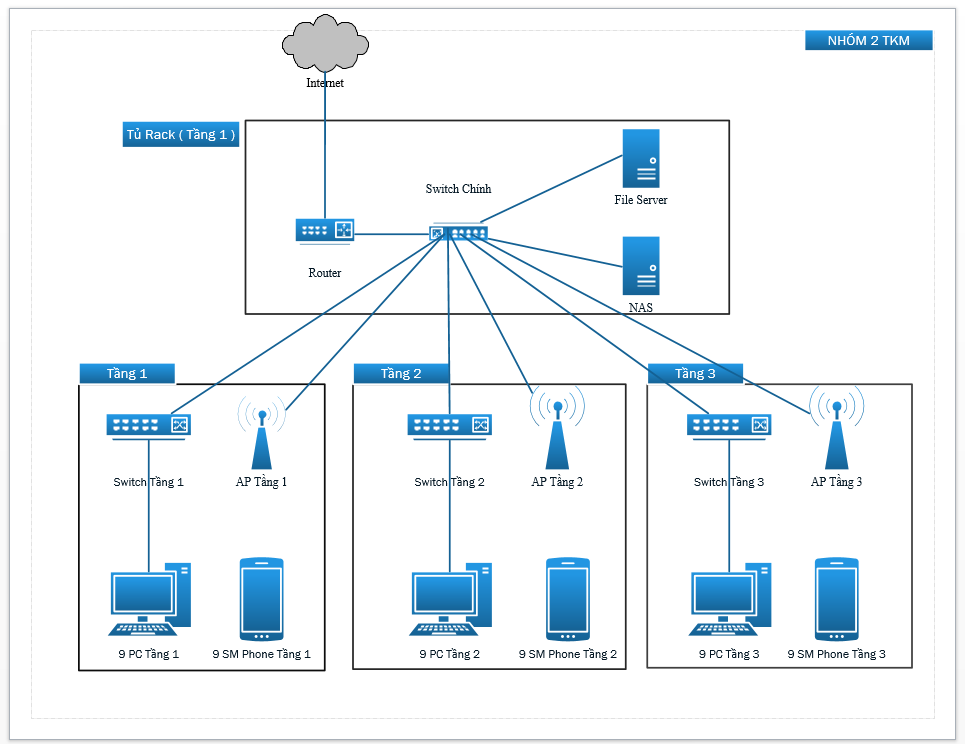 NHÓM 2 TKM
Internet
Tủ Rack ( Tầng 1 )
Switch Chính
File Server
Router
NAS
Tầng 1
Tầng 2
Tầng 3
Switch Tầng 1
AP Tầng 1
Switch Tầng 2
AP Tầng 2
Switch Tầng 3
AP Tầng 3
9 PC Tầng 1
9 SM Phone Tầng 1
9 PC Tầng 2
9 SM Phone Tầng 2
9 PC Tầng 3
9 SM Phone Tầng 3